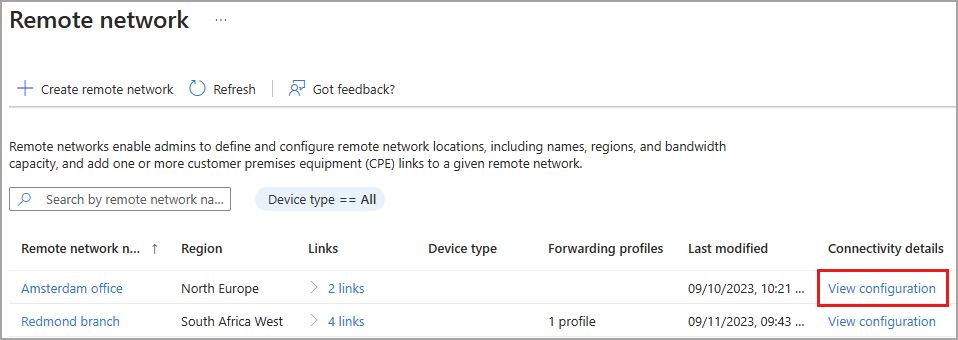 Remote network ...
Create remote network Refresh Got feedback?
Remote networks enable admins to define and configure remote network locations, including names, regions, and bandwidth
capacity, and add one or more customer premises equipment (CPE) links to a given remote network.
Search by remote network na... Device type == All
Remote network n... ↑ Region Links Device type Forwarding profiles Last modified Connectivity details
Amsterdam office North Europe 2 links 09/10/2023, 10:21 ... View configuration
Redmond branch South Africa West 4 links 1 profile 09/11/2023, 09:43 ... View configuration